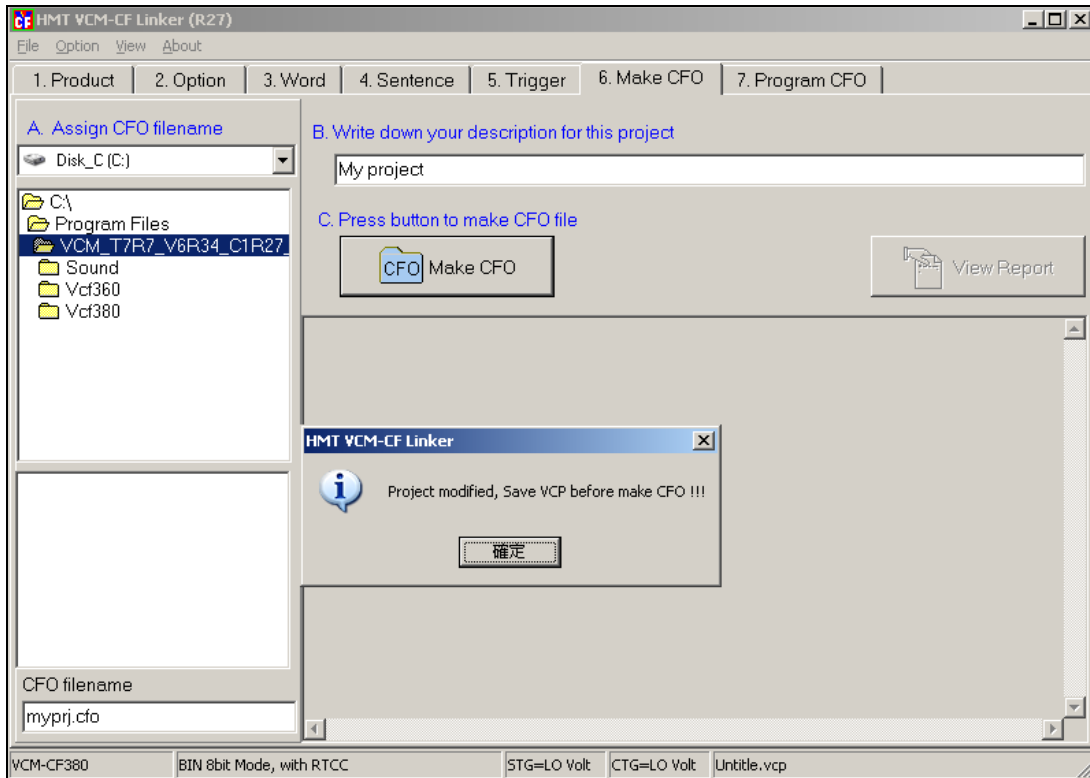 CF HMT VCM-CF Linker (R27)
File Option View About
1. Product 2. Option 3. Word 4. Sentence 5. Trigger 6. Make CFO 7. Program CFO
A. Assign CFO filename
Disk_C (C:)
C:\
Program Files
VCM_T7R7_V6R34_C1R27_
Sound
Vcf360
Vcf380
CFO filename
myprj.cfo
B. Write down your description for this project
My project
C. Press button to make CFO file
CFO Make CFO
View Report
HMT VCM-CF Linker
Project modified, Save VCP before make CFO !!!
確定
VCM-CF380 BIN 8bit Mode, with RTCC STG=LO Volt CTG=LO Volt Untitle.vcp